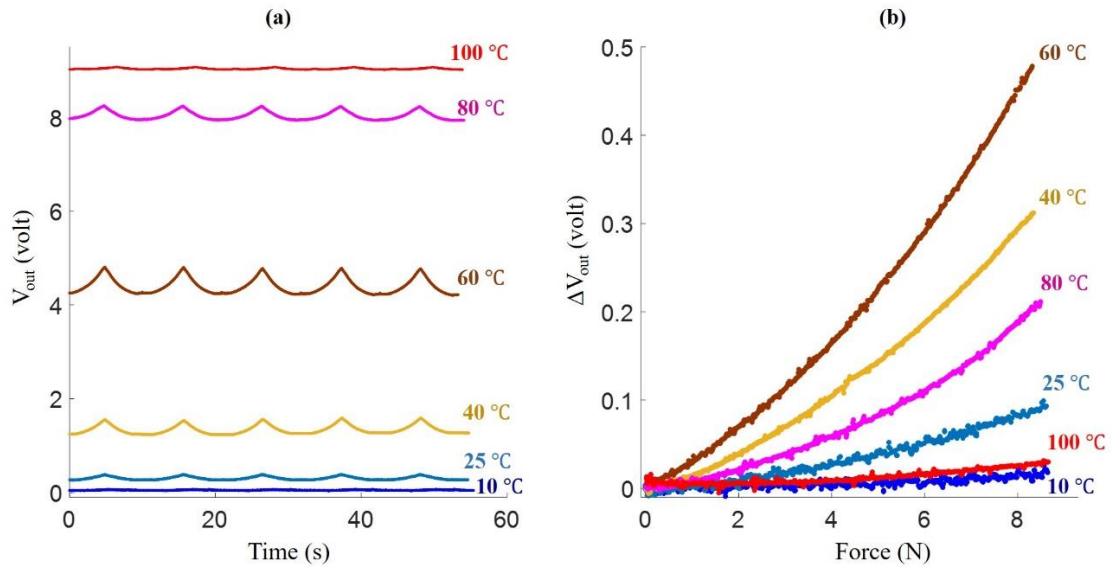 (a)
100 °C
8
80 °C
6
V_out (volt)
60 °C
4
2
40 °C
25 °C
0
10 °C
0
20
40
60
Time (s)
(b)
0.5
60 °C
0.4
40 °C
0.3
ΔV_out (volt)
80 °C
0.2
25 °C
0.1
100 °C
0
10 °C
0
2
4
6
8
Force (N)